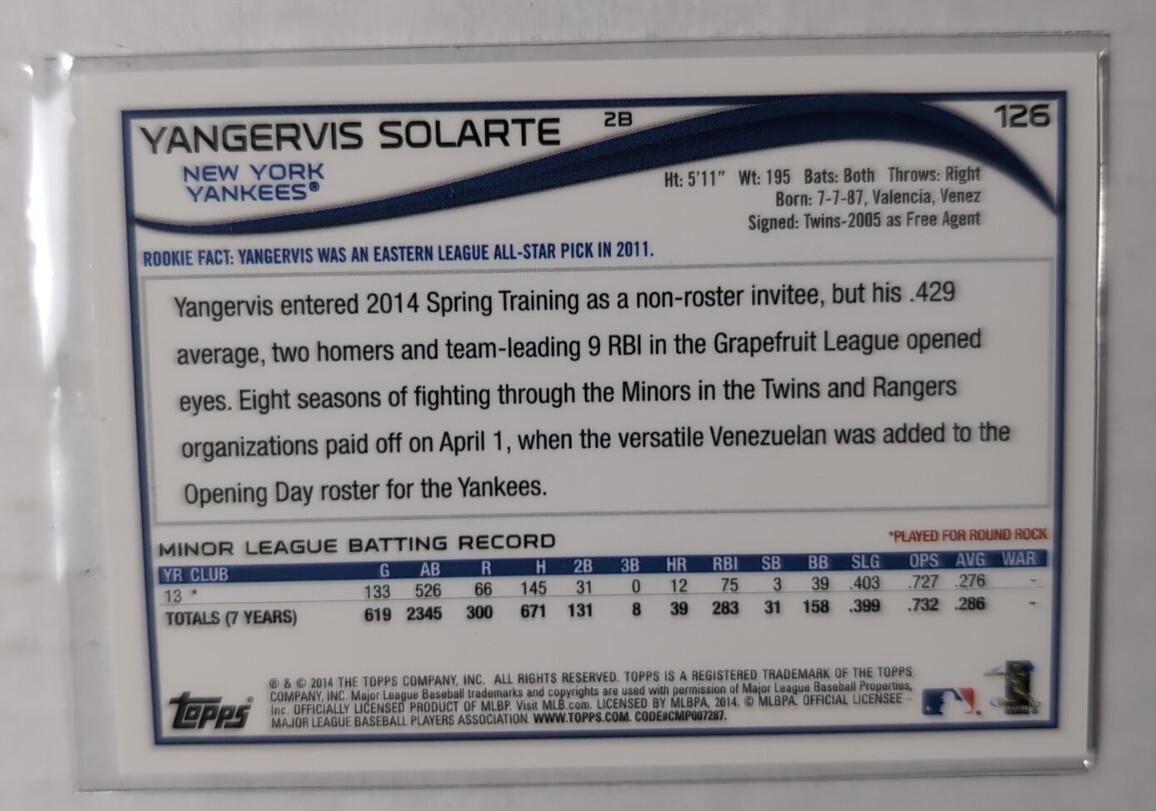 YANGERVIS SOLARTE 2B 126
NEW YORK
YANKEES®
Ht: 5'11" Wt: 195 Bats: Both Throws: Right
Born: 7-7-87, Valencia, Venez
Signed: Twins-2005 as Free Agent
ROOKIE FACT: YANGERVIS WAS AN EASTERN LEAGUE ALL-STAR PICK IN 2011.
Yangervis entered 2014 Spring Training as a non-roster invitee, but his .429
average, two homers and team-leading 9 RBI in the Grapefruit League opened
eyes. Eight seasons of fighting through the Minors in the Twins and Rangers
organizations paid off on April 1, when the versatile Venezuelan was added to the
Opening Day roster for the Yankees.
MINOR LEAGUE BATTING RECORD *PLAYED FOR ROUND ROCK
YR CLUB G AB R H 2B 3B HR RBI SB BB SLG OPS AVG WAR
13 * 133 526 66 145 31 0 12 75 3 39 .403 .727 .276 -
TOTALS (7 YEARS) 619 2345 300 671 131 8 39 283 31 158 .399 .732 .286 -
® & © 2014 THE TOPPS COMPANY, INC. ALL RIGHTS RESERVED. TOPPS IS A REGISTERED TRADEMARK OF THE TOPPS
COMPANY, INC. Major League Baseball trademarks and copyrights are used with permission of Major League Baseball Properties,
Inc. OFFICIALLY LICENSED PRODUCT OF MLBP. Visit MLB.com. LICENSED BY MLBPA, 2014. © MLBPA. OFFICIAL LICENSEE -
MAJOR LEAGUE BASEBALL PLAYERS ASSOCIATION. WWW.TOPPS.COM. CODE#CMP007287.
Topps